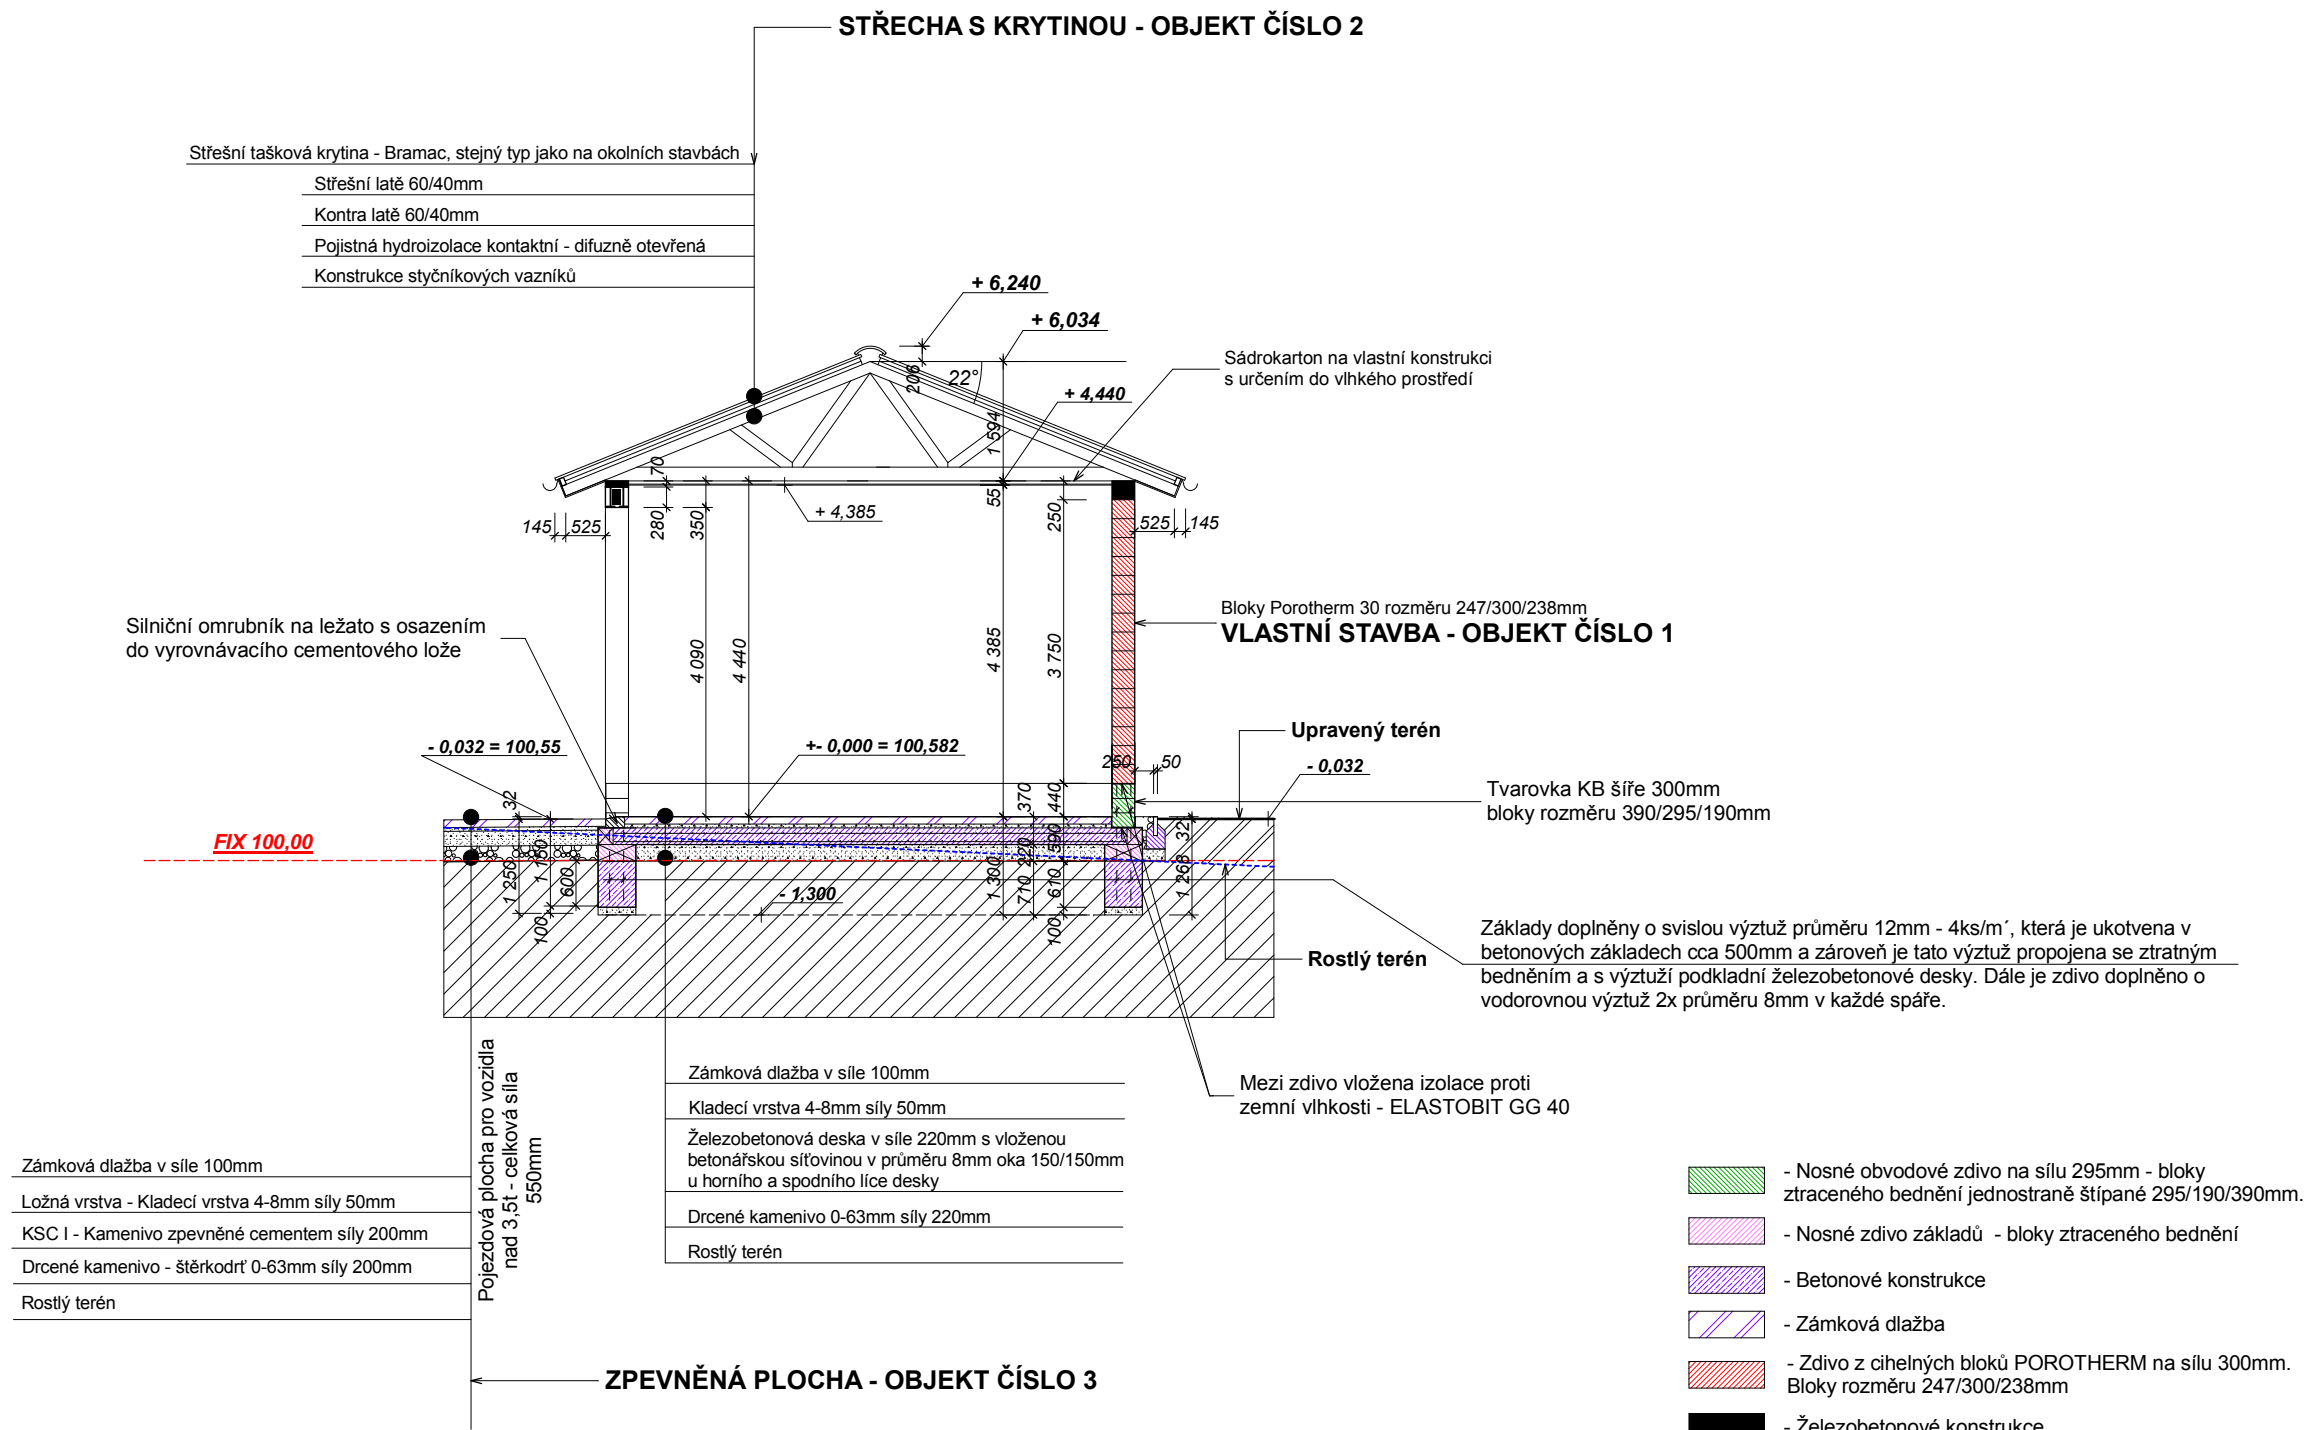 STŘECHA S KRYTINOU - OBJEKT ČÍSLO 2
Střešní tašková krytina - Bramac, stejný typ jako na okolních stavbách
Střešní latě 60/40mm
Kontra latě 60/40mm
Pojistná hydroizolace kontaktní - difuzně otevřená
Konstrukce styčníkových vazníků
+ 6,240
+ 6,034
206
22°
1 594
+ 4,440
Sádrokarton na vlastní konstrukci
s určením do vlhkého prostředí
70
280
350
+ 4,385
55
250
145
525
525
145
Bloky Porotherm 30 rozměru 247/300/238mm
VLASTNÍ STAVBA - OBJEKT ČÍSLO 1
Silniční omrubník na ležato s osazením
do vyrovnávacího cementového lože
4 090
4 440
4 385
3 750
- 0,032 = 100,55
+- 0,000 = 100,582
Upravený terén
250
50
- 0,032
Tvarovka KB šíře 300mm
bloky rozměru 390/295/190mm
32
370
440
32
FIX 100,00
1 250
1 150
600
100
- 1,300
1 300
220
710
590
610
100
1 268
Rostlý terén
Základy doplněny o svislou výztuž průměru 12mm - 4ks/m´, která je ukotvena v
betonových základech cca 500mm a zároveň je tato výztuž propojena se ztratným
bedněním a s výztuží podkladní železobetonové desky. Dále je zdivo doplněno o
vodorovnou výztuž 2x průměru 8mm v každé spáře.
Mezi zdivo vložena izolace proti
zemní vlhkosti - ELASTOBIT GG 40
Zámková dlažba v síle 100mm
Kladecí vrstva 4-8mm síly 50mm
Železobetonová deska v síle 220mm s vloženou
betonářskou síťovinou v průměru 8mm oka 150/150mm
u horního a spodního líce desky
Drcené kamenivo 0-63mm síly 220mm
Rostlý terén
Pojezdová plocha pro vozidla
nad 3,5t - celková síla
550mm
Zámková dlažba v síle 100mm
Ložná vrstva - Kladecí vrstva 4-8mm síly 50mm
KSC I - Kamenivo zpevněné cementem síly 200mm
Drcené kamenivo - štěrkodrť 0-63mm síly 200mm
Rostlý terén
ZPEVNĚNÁ PLOCHA - OBJEKT ČÍSLO 3
- Nosné obvodové zdivo na sílu 295mm - bloky
ztraceného bednění jednostraně štípané 295/190/390mm.
- Nosné zdivo základů - bloky ztraceného bednění
- Betonové konstrukce
- Zámková dlažba
- Zdivo z cihelných bloků POROTHERM na sílu 300mm.
Bloky rozměru 247/300/238mm
- Železobetonové konstrukce